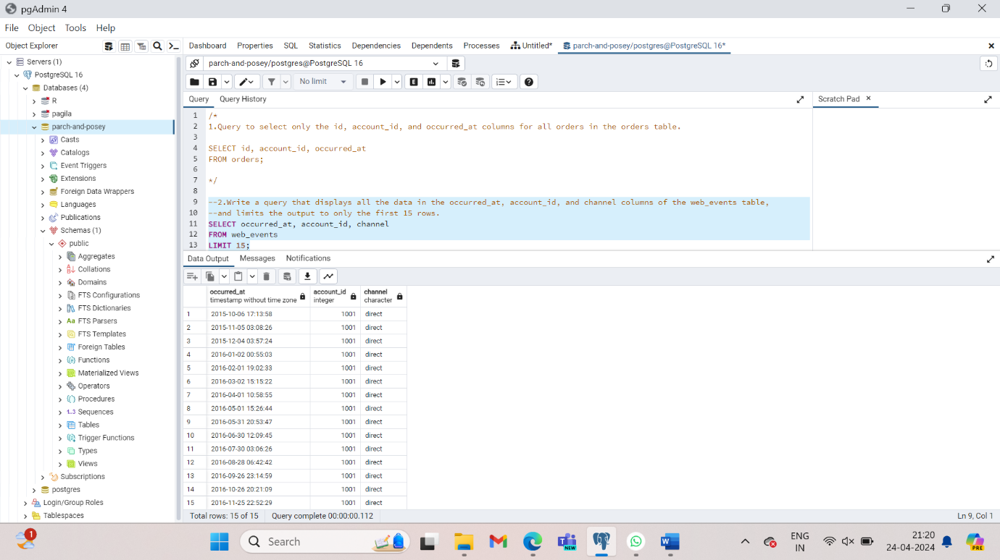 pgAdmin 4
File Object Tools Help
Object Explorer
Dashboard Properties SQL Statistics Dependencies Dependents Processes Untitled* parch-and-posey/postgres@PostgreSQL 16*
Servers (1)
PostgreSQL 16
Databases (4)
R
pagila
parch-and-posey
Casts
Catalogs
Event Triggers
Extensions
Foreign Data Wrappers
Languages
Publications
Schemas (1)
public
Aggregates
Collations
Domains
FTS Configurations
FTS Dictionaries
FTS Parsers
FTS Templates
Foreign Tables
Functions
Materialized Views
Operators
Procedures
Sequences
Tables
Trigger Functions
Types
Views
Subscriptions
postgres
Login/Group Roles
Tablespaces
parch-and-posey/postgres@PostgreSQL 16
No limit
Query Query History
Scratch Pad
1 /*
2 1.Query to select only the id, account_id, and occurred_at columns for all orders in the orders table.
3
4 SELECT id, account_id, occurred_at
5 FROM orders;
6
7 */
8
9 --2.Write a query that displays all the data in the occurred_at, account_id, and channel columns of the web_events table,
10 --and limits the output to only the first 15 rows.
11 SELECT occurred_at, account_id, channel
12 FROM web_events
13 LIMIT 15;
Data Output Messages Notifications
occurred_at account_id channel
timestamp without time zone integer character
1 2015-10-06 17:13:58 1001 direct
2 2015-11-05 03:08:26 1001 direct
3 2015-12-04 03:57:24 1001 direct
4 2016-01-02 00:55:03 1001 direct
5 2016-02-01 19:02:33 1001 direct
6 2016-03-02 15:15:22 1001 direct
7 2016-04-01 10:58:55 1001 direct
8 2016-05-01 15:26:44 1001 direct
9 2016-05-31 20:53:47 1001 direct
10 2016-06-30 12:09:45 1001 direct
11 2016-07-30 03:06:26 1001 direct
12 2016-08-28 06:42:42 1001 direct
13 2016-09-26 23:14:59 1001 direct
14 2016-10-26 20:21:09 1001 direct
15 2016-11-25 22:52:29 1001 direct
Total rows: 15 of 15 Query complete 00:00:00.112 Ln 9, Col 1
1
Search
NEW
ENG
IN
21:20
24-04-2024
PRE